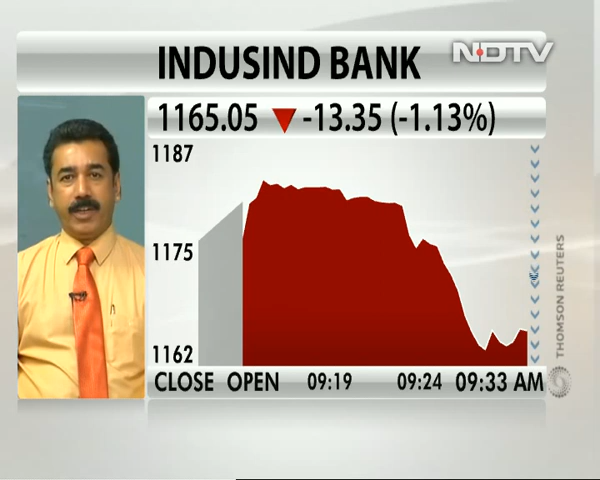 INDUSIND BANK
NDTV
1165.05 ▼ -13.35 (-1.13%)
1187
1175
1162
CLOSE OPEN 09:19 09:24 09:33 AM
THOMSON REUTERS